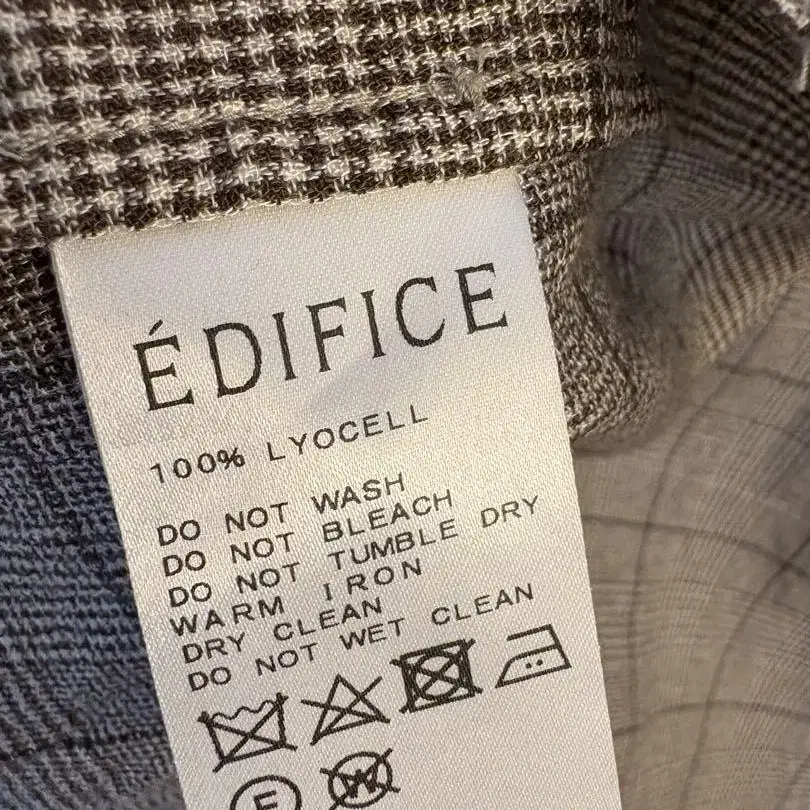 ÉDIFICE
100% LYOCELL
DO NOT WASH
DO NOT BLEACH
DO NOT TUMBLE DRY
WARM IRON
DRY CLEAN
DO NOT WET CLEAN
F W